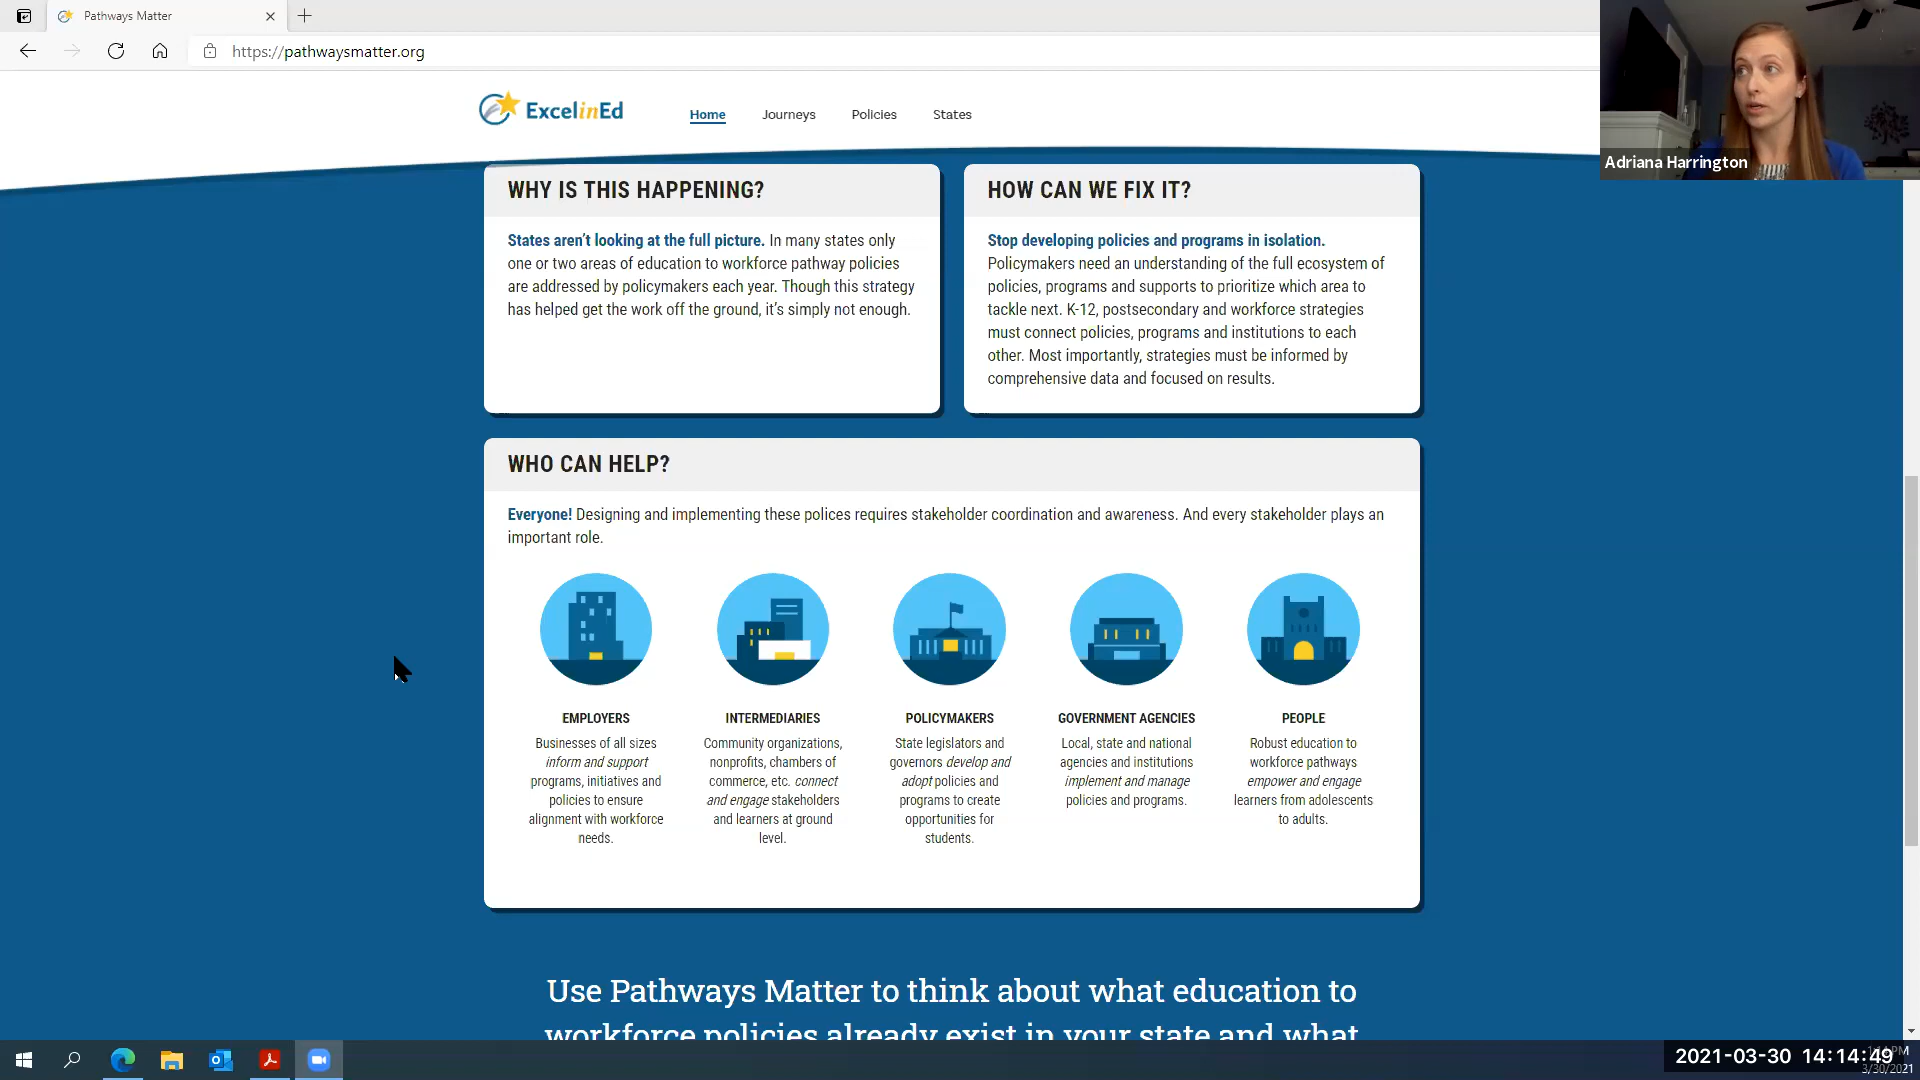 Pathways Matter
https://pathwaysmatter.org
ExcelinEd
Home
Journeys
Policies
States
Adriana Harrington
WHY IS THIS HAPPENING?
States aren't looking at the full picture. In many states only
one or two areas of education to workforce pathway policies
are addressed by policymakers each year. Though this strategy
has helped get the work off the ground, it's simply not enough.
HOW CAN WE FIX IT?
Stop developing policies and programs in isolation.
Policymakers need an understanding of the full ecosystem of
policies, programs and supports to prioritize which area to
tackle next. K-12, postsecondary and workforce strategies
must connect policies, programs and institutions to each
other. Most importantly, strategies must be informed by
comprehensive data and focused on results.
WHO CAN HELP?
Everyone! Designing and implementing these polices requires stakeholder coordination and awareness. And every stakeholder plays an
important role.
EMPLOYERS
Businesses of all sizes
inform and support
programs, initiatives and
policies to ensure
alignment with workforce
needs.
INTERMEDIARIES
Community organizations,
nonprofits, chambers of
commerce, etc. connect
and engage stakeholders
and learners at ground
level.
POLICYMAKERS
State legislators and
governors develop and
adopt policies and
programs to create
opportunities for
students.
GOVERNMENT AGENCIES
Local, state and national
agencies and institutions
implement and manage
policies and programs.
PEOPLE
Robust education to
workforce pathways
empower and engage
learners from adolescents
to adults.
Use Pathways Matter to think about what education to
workforce policies already exist in your state and what
2021-03-30 14:14:49
3/30/2021